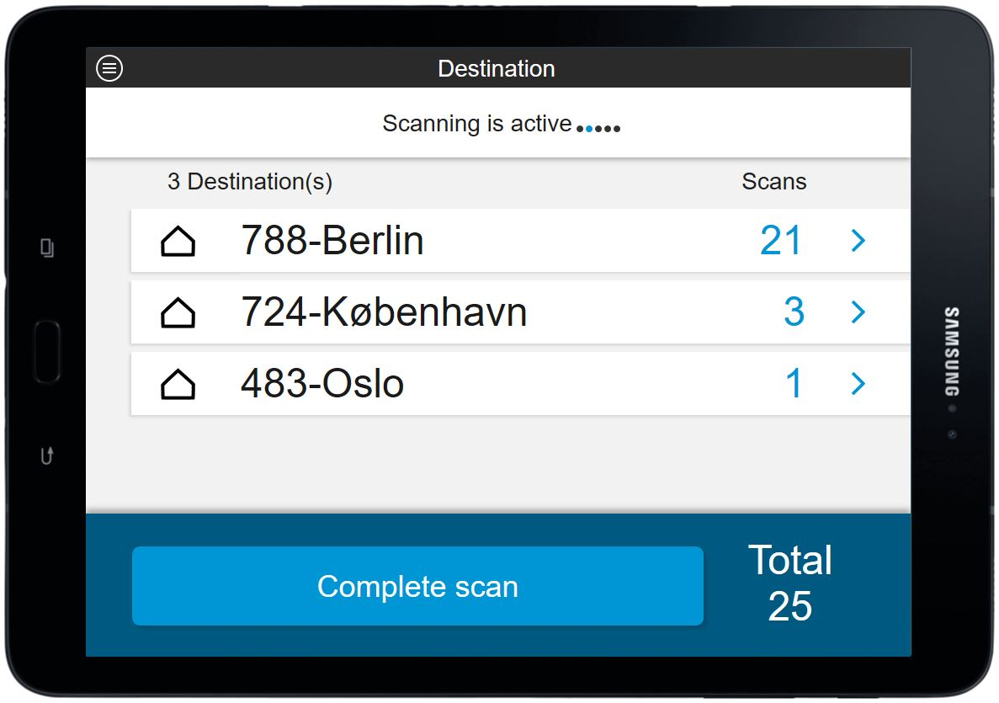 Destination
Scanning is active
3 Destination(s) Scans
788-Berlin 21
724-København 3
483-Oslo 1
SAMSUNG
Complete scan
Total
25